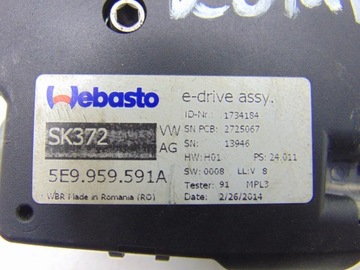 Webasto e-drive assy.
ID-Nr.: 1734184
SK372 VW AG
SN PCB: 2725067
SN: 13946
HW: H01 PS: 24.011
5E9.959.591A
SW: 0008 LL:V 8
Tester: 91 MPL3
WBR Made in Romania (RO)
Date: 2/26/2014